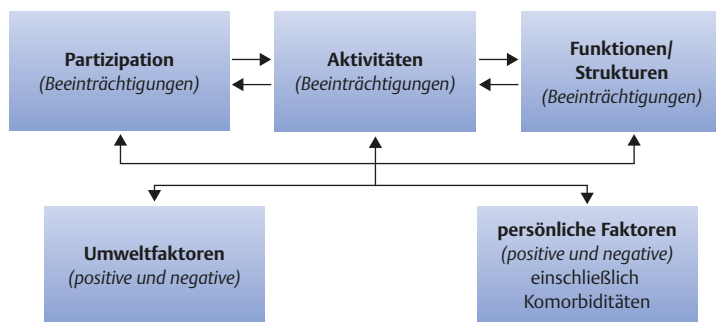 Partizipation
(Beeinträchtigungen)
Aktivitäten
(Beeinträchtigungen)
Funktionen/
Strukturen
(Beeinträchtigungen)
Umweltfaktoren
(positive und negative)
persönliche Faktoren
(positive und negative)
einschließlich
Komorbiditäten